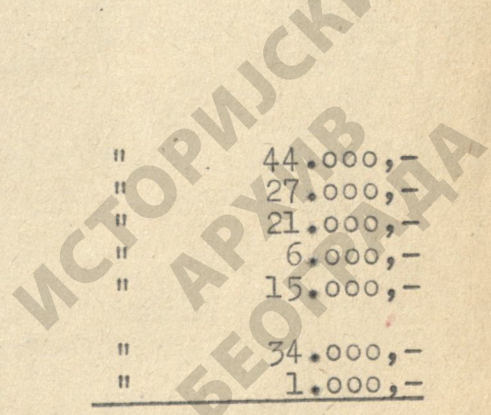 " 44.000,-
" 27.000,-
" 21.000,-
" 6.000,-
" 15.000,-
" 34.000,-
" 1.000,-
ИСТОРИЈСКИ
АРХИВ
БЕОГРАДА